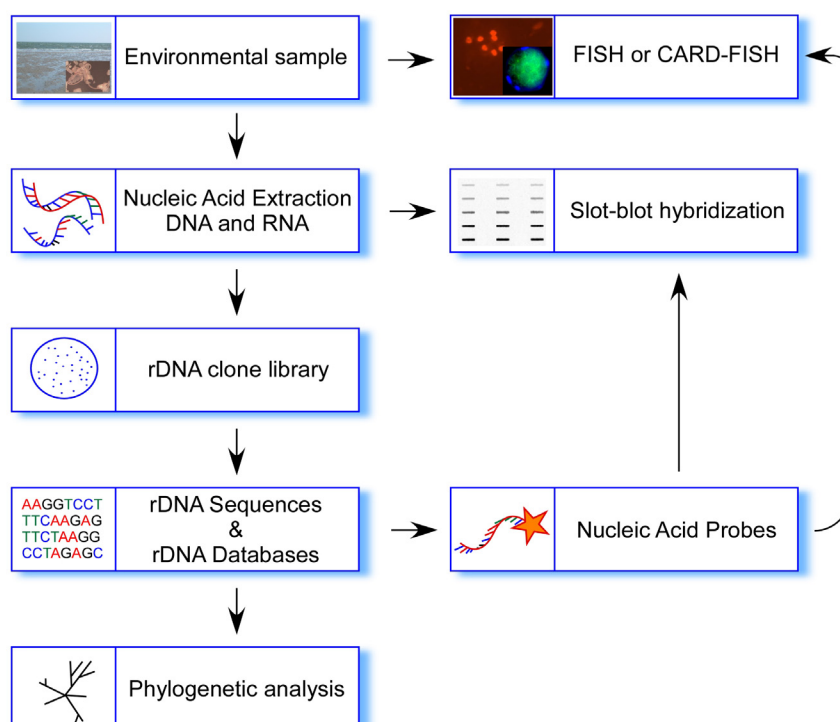 Environmental sample
FISH or CARD-FISH
Nucleic Acid Extraction
DNA and RNA
Slot-blot hybridization
rDNA clone library
AAGGTCCT
TTCAAGAG
TTCTAAGG
CCTAGAGC
rDNA Sequences
&
rDNA Databases
Nucleic Acid Probes
Phylogenetic analysis